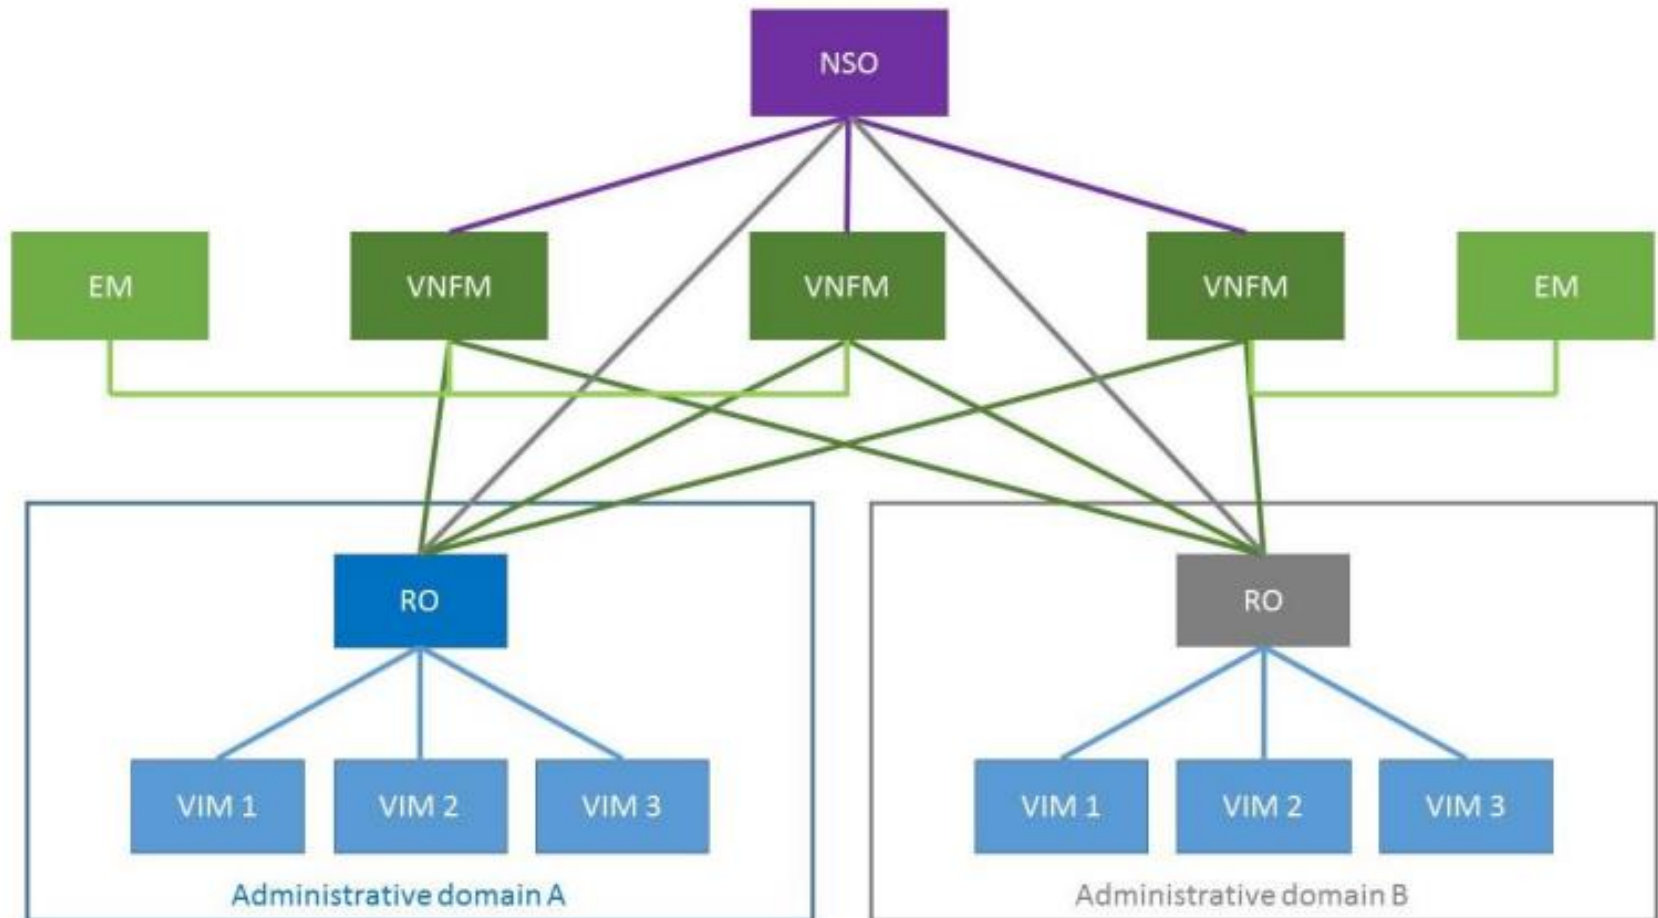 NSO
EM
VNFM
VNFM
VNFM
EM
RO
RO
VIM 1
VIM 2
VIM 3
VIM 1
VIM 2
VIM 3
Administrative domain A
Administrative domain B